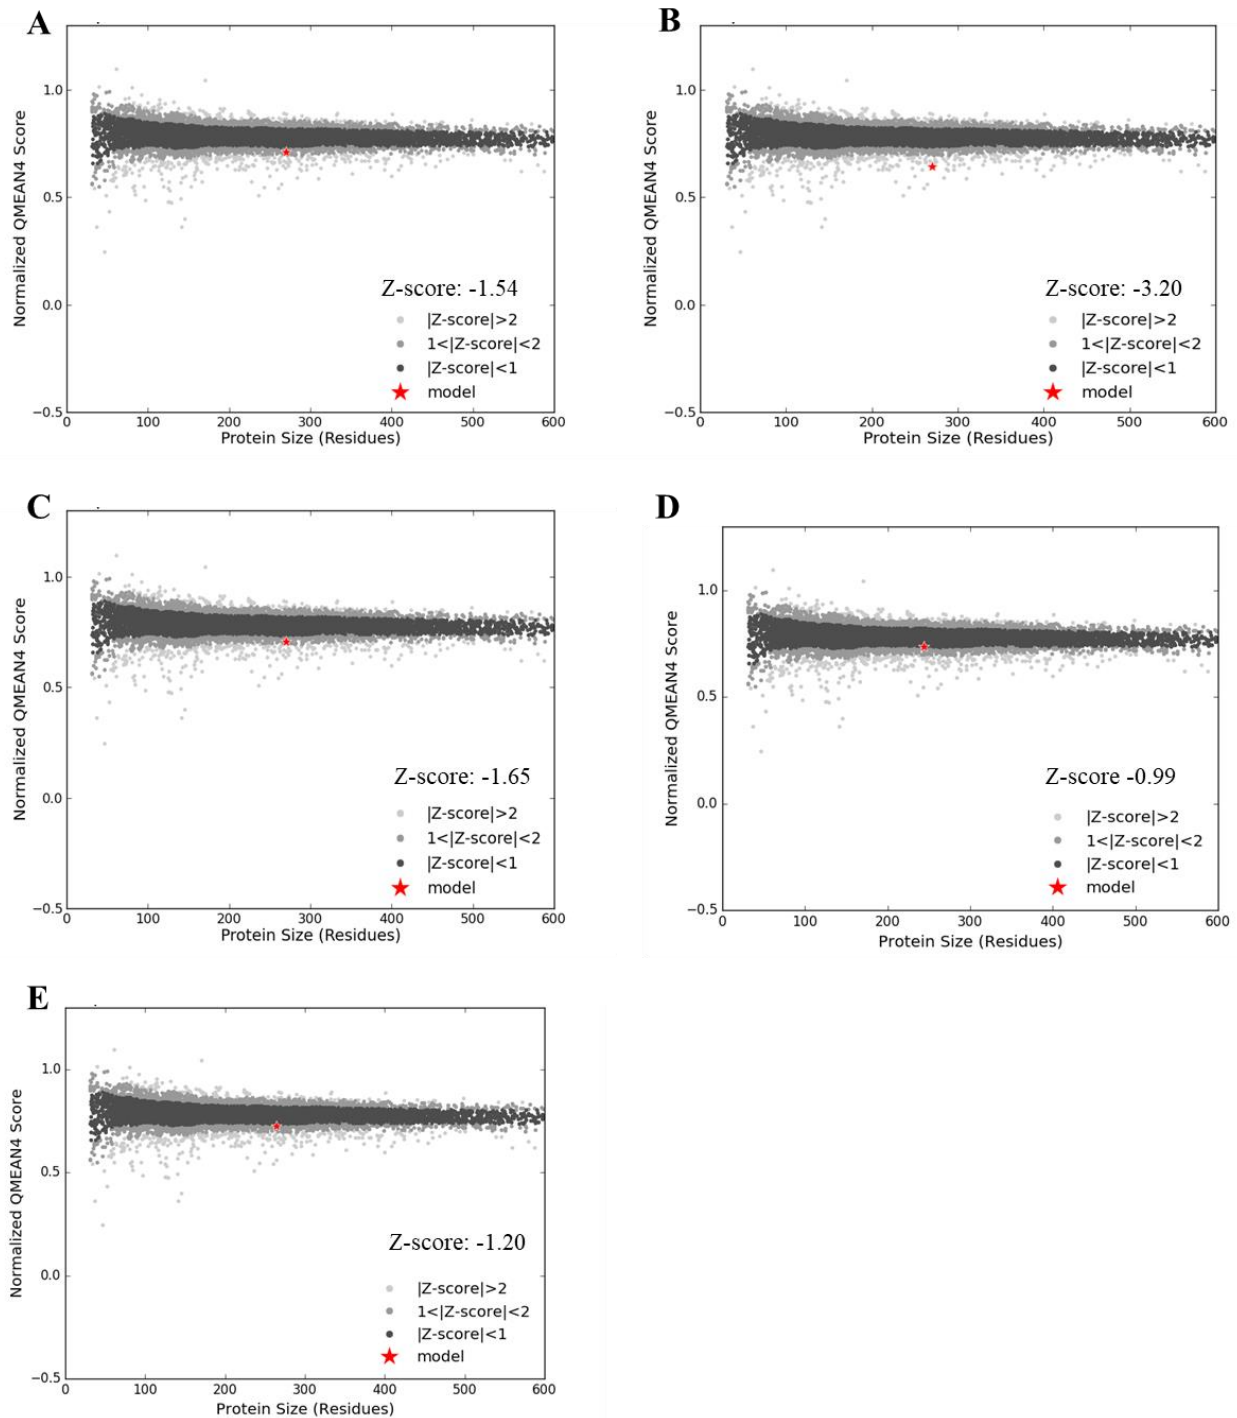 A
Normalized QMEAN4 Score
1.0
0.5
0.0
−0.5
Z-score: -1.54
|Z-score|>2
1<|Z-score|<2
|Z-score|<1
model
0 100 200 300 400 500 600
Protein Size (Residues)
B
Normalized QMEAN4 Score
1.0
0.5
0.0
−0.5
Z-score: -3.20
|Z-score|>2
1<|Z-score|<2
|Z-score|<1
model
0 100 200 300 400 500 600
Protein Size (Residues)
C
Normalized QMEAN4 Score
1.0
0.5
0.0
−0.5
Z-score: -1.65
|Z-score|>2
1<|Z-score|<2
|Z-score|<1
model
0 100 200 300 400 500 600
Protein Size (Residues)
D
Normalized QMEAN4 Score
1.0
0.5
0.0
−0.5
Z-score -0.99
|Z-score|>2
1<|Z-score|<2
|Z-score|<1
model
0 100 200 300 400 500 600
Protein Size (Residues)
E
Normalized QMEAN4 Score
1.0
0.5
0.0
−0.5
Z-score: -1.20
|Z-score|>2
1<|Z-score|<2
|Z-score|<1
model
0 100 200 300 400 500 600
Protein Size (Residues)